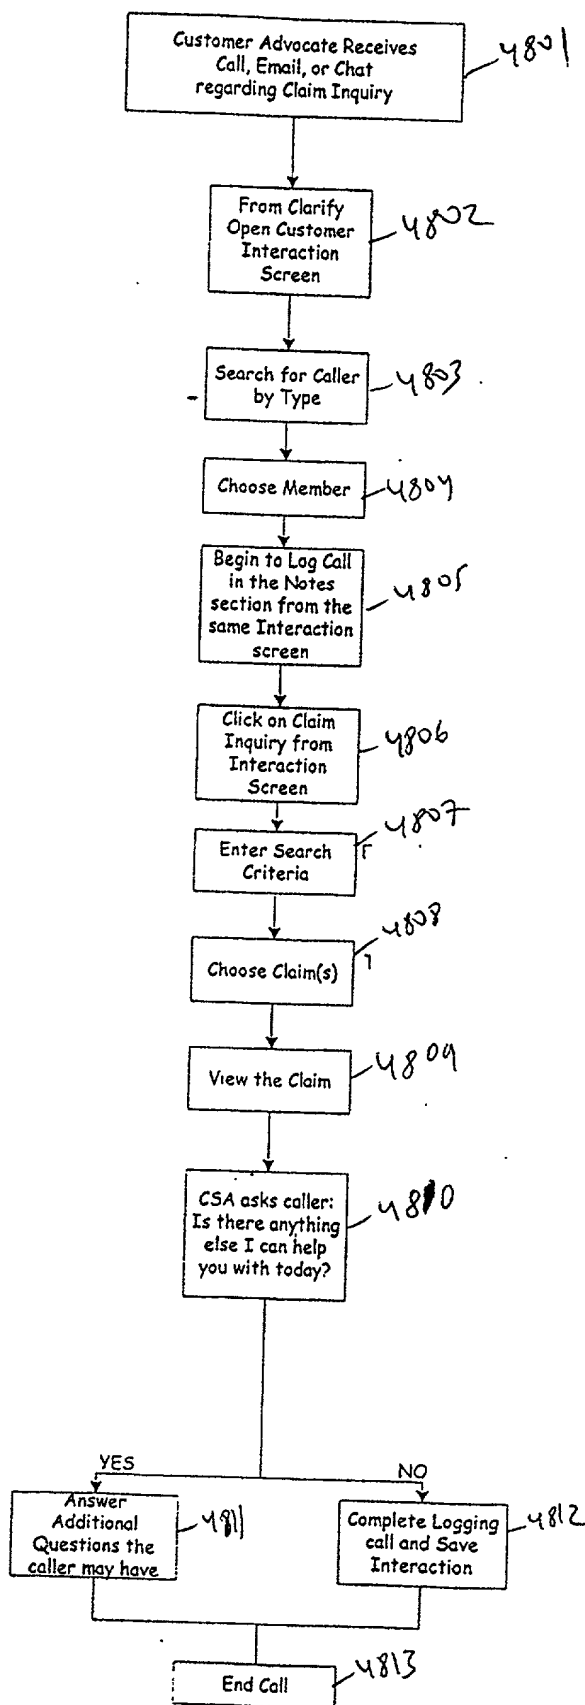 Customer Advocate Receives
Call, Email, or Chat
regarding Claim Inquiry
4801
From Clarify
Open Customer
Interaction
Screen
4802
Search for Caller
by Type
4803
Choose Member
4804
Begin to Log Call
in the Notes
section from the
same Interaction
screen
4805
Click on Claim
Inquiry from
Interaction
Screen
4806
Enter Search
Criteria
4807
Choose Claim(s)
4808
View the Claim
4809
CSA asks caller:
Is there anything
else I can help
you with today?
4810
YES
NO
Answer
Additional
Questions the
caller may have
4811
Complete Logging
call and Save
Interaction
4812
End Call
4813